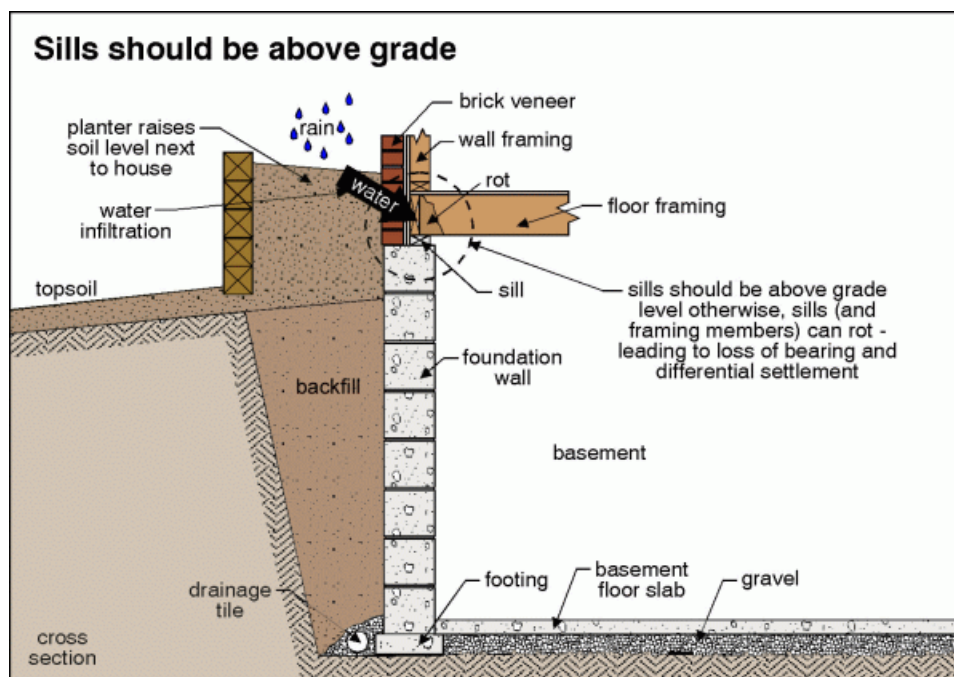 Sills should be above grade
rain
planter raises
soil level next
to house
water
infiltration
topsoil
water
brick veneer
wall framing
rot
floor framing
sill
sills should be above grade
level otherwise, sills (and
framing members) can rot -
leading to loss of bearing and
differential settlement
foundation
wall
backfill
basement
drainage
tile
footing
basement
floor slab
gravel
cross
section